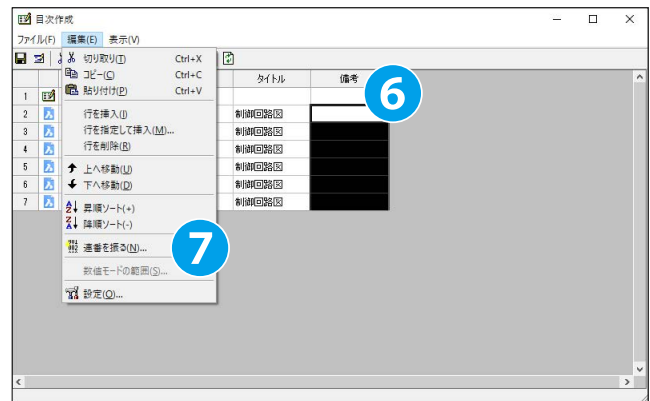 目次作成
ファイル(F) 編集(E) 表示(V)
切り取り(T) Ctrl+X
コピー(C) Ctrl+C
貼り付け(P) Ctrl+V
行を挿入(I)
行を指定して挿入(M)...
行を削除(R)
上へ移動(U)
下へ移動(D)
昇順ソート(+)
降順ソート(-)
連番を振る(N)...
数値モードの範囲(S)...
設定(O)...
タイトル 備考
1
2 制御回路図
3 制御回路図
4 制御回路図
5 制御回路図
6 制御回路図
7 制御回路図
6
7